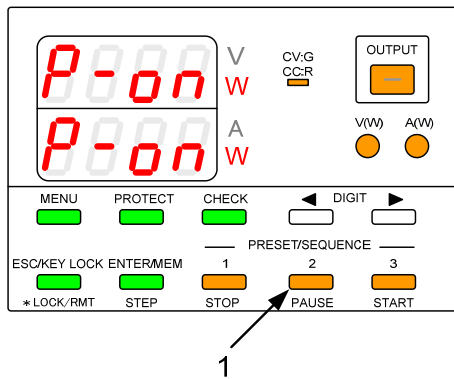 P-on V
W
P-on A
W
CV:G
CC:R
OUTPUT
V(W) A(W)
MENU PROTECT CHECK ◄ DIGIT ►
PRESET/SEQUENCE
ESC/KEY LOCK ENTER/MEM 1 2 3
*LOCK/RMT STEP STOP PAUSE START
1